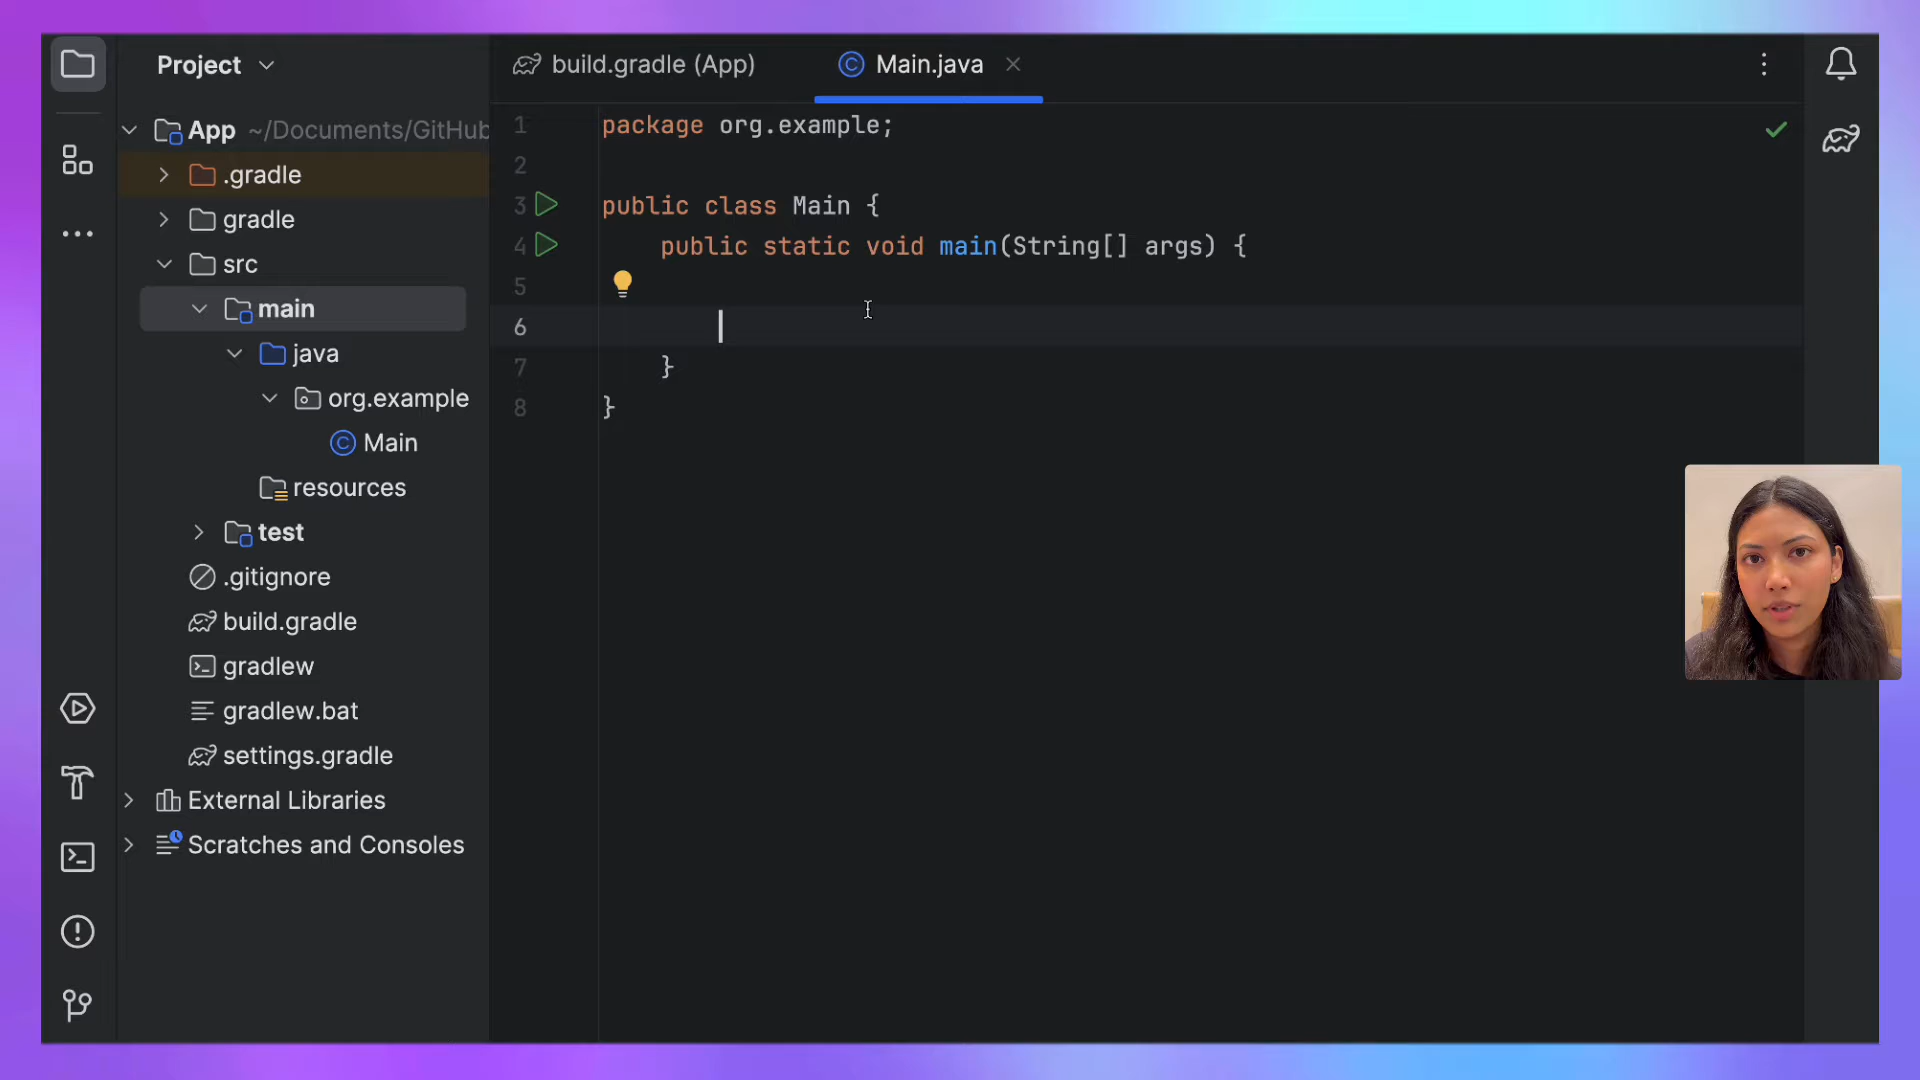 Project
App ~/Documents/GitHub
.gradle
gradle
src
main
java
org.example
Main
resources
test
.gitignore
build.gradle
gradlew
gradlew.bat
settings.gradle
External Libraries
Scratches and Consoles
build.gradle (App)
Main.java
1 package org.example;
2
3 public class Main {
4 public static void main(String[] args) {
5
6
7 }
8 }